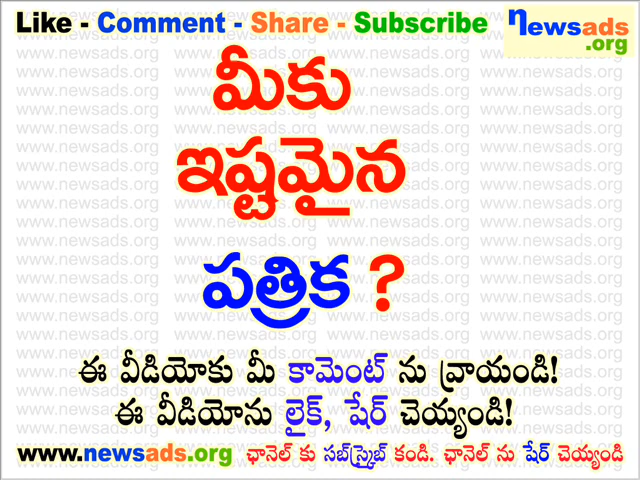 Like - Comment - Share - Subscribe
newsads
.org
మీకు
ఇష్టమైన
పత్రిక ?
ఈ వీడియోకు మీ కామెంట్ ను వ్రాయండి!
ఈ వీడియోను లైక్, షేర్ చెయ్యండి!
www.newsads.org ఛానెల్ కు సబ్‌స్క్రైబ్ కండి. ఛానెల్ ను షేర్ చెయ్యండి